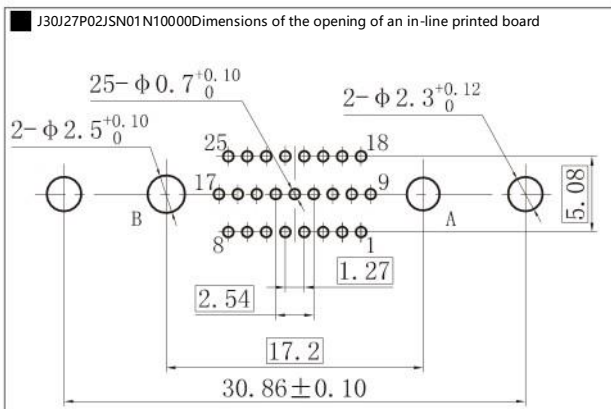 J30J27P02JSN01N10000Dimensions of the opening of an in-line printed board
25-Φ0.7+0.10 0
2-Φ2.3+0.12 0
2-Φ2.5+0.10 0
25 18
17 9
B A
8 1
5.08
1.27
2.54
17.2
30.86±0.10